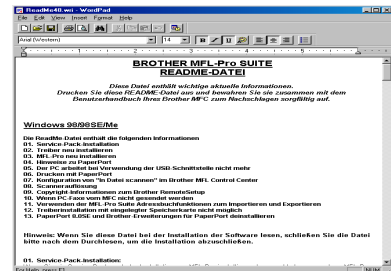 ReadMe40.wri - WordPad
File Edit View Insert Format Help
Arial (Western) 14
BROTHER MFL-Pro SUITE
README-DATEI
Diese Datei enthält wichtige aktuelle Informationen.
Drucken Sie diese README-Datei aus und bewahren Sie sie zusammen mit dem
Benutzerhandbuch Ihres Brother MFC zum Nachschlagen sorgfältig auf.
Windows 98/98SE/Me
Die ReadMe-Datei enthält die folgenden Informationen
01. Service-Pack-Installation
02. Treiber neu installieren
03. MFL-Pro neu installieren
04. Hinweise zu PaperPort
05. Der PC arbeitet bei Verwendung der USB-Schnittstelle nicht mehr
06. Drucken mit PaperPort
07. Konfiguration von "In Datei scannen" in Brother MFL Control Center
08. Scannerauflösung
09. Copyright-Informationen zum Brother RemoteSetup
10. Wenn PC-Faxe vom MFC nicht gesendet werden
11. Verwenden der MFL-Pro Suite Adressbuchfunktionen zum Importieren und Exportieren
12. Treiberinstallation mit eingelegter Speicherkarte nicht möglich
13. PaperPort 9.0SE und Brother-Erweiterungen für PaperPort deinstallieren
Hinweis: Wenn Sie diese Datei bei der Installation der Software lesen, schließen Sie die Datei
bitte nach dem Durchlesen, um die Installation abzuschließen.
01. Service-Pack-Installation:
For Help, press F1 NUM